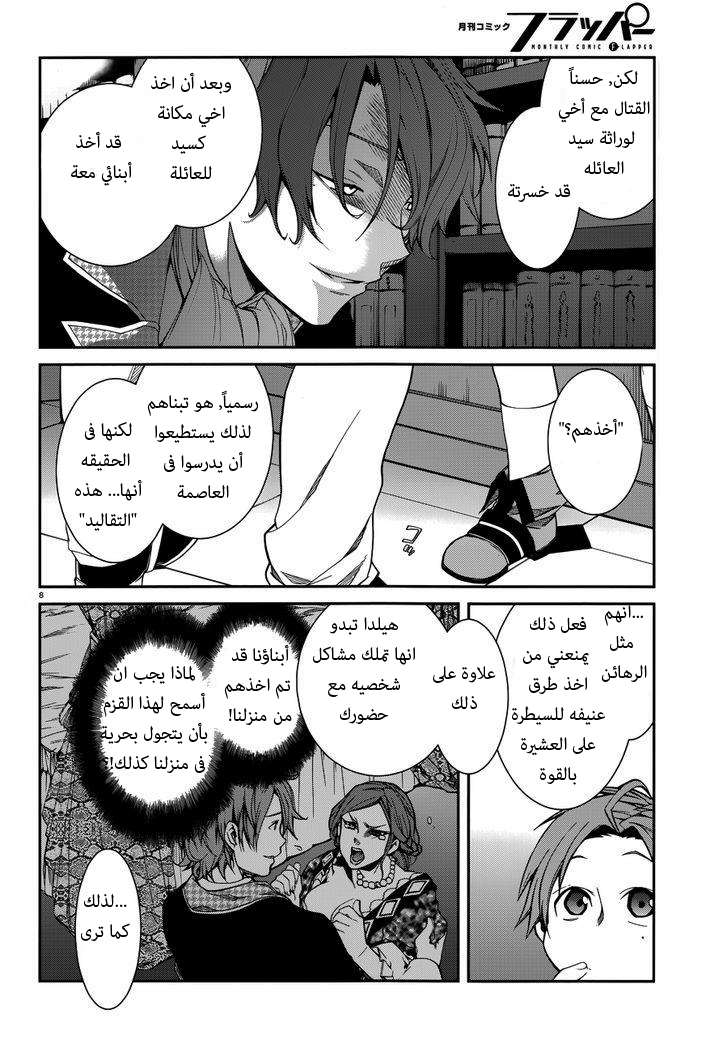 月刊コミック
フラッパー
MONTHLY COMIC FLAPPER
لكن, حسناً
القتال مع أخي
لوراثة سيد
العائله
قد خسرتة
وبعد أن اخذ
اخي مكانة
كسيد
للعائلة
قد أخذ
أبنائي معة
"أخذهم؟"
رسمياً, هو تبناهم
لذلك يستطيعوا
أن يدرسوا فى
العاصمة
لكنها فى
الحقيقه
أنها... هذه
"التقاليد"
コツ
8
...انهم
مثل
الرهائن
فعل ذلك
يمنعني من
اخذ طرق
عنيفه للسيطرة
على العشيرة
بالقوة
علاوة على
ذلك
هيلدا تبدو
انها تملك مشاكل
شخصيه مع
حضورك
أبناؤنا قد
تم اخذهم
من منزلنا!
لماذا يجب ان
أسمح لهذا القزم
بأن يتجول بحرية
فى منزلنا كذلك!؟
...لذلك
كما ترى